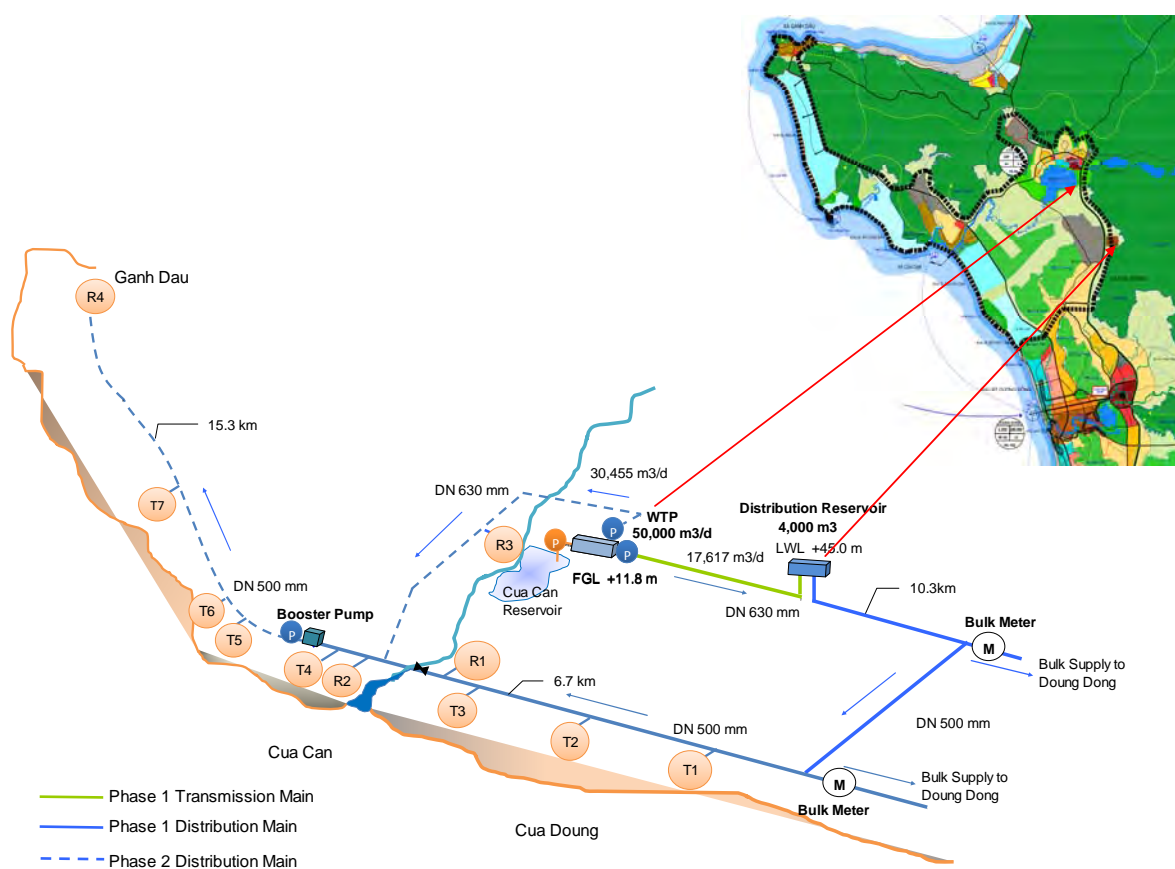 Ganh Dau
R4
15.3 km
30,455 m3/d
DN 630 mm
WTP
50,000 m3/d
Distribution Reservoir
4,000 m3
LWL +45.0 m
T7
R3
P
P
P
17,617 m3/d
FGL +11.8 m
Cua Can
Reservoir
DN 630 mm
10.3km
DN 500 mm
T6
T5
Booster Pump
P
T4
R2
R1
T3
6.7 km
T2
DN 500 mm
T1
Bulk Meter
M
Bulk Supply to
Doung Dong
DN 500 mm
M
Bulk Meter
Bulk Supply to
Doung Dong
Cua Can
Cua Doung
Phase 1 Transmission Main
Phase 1 Distribution Main
Phase 2 Distribution Main